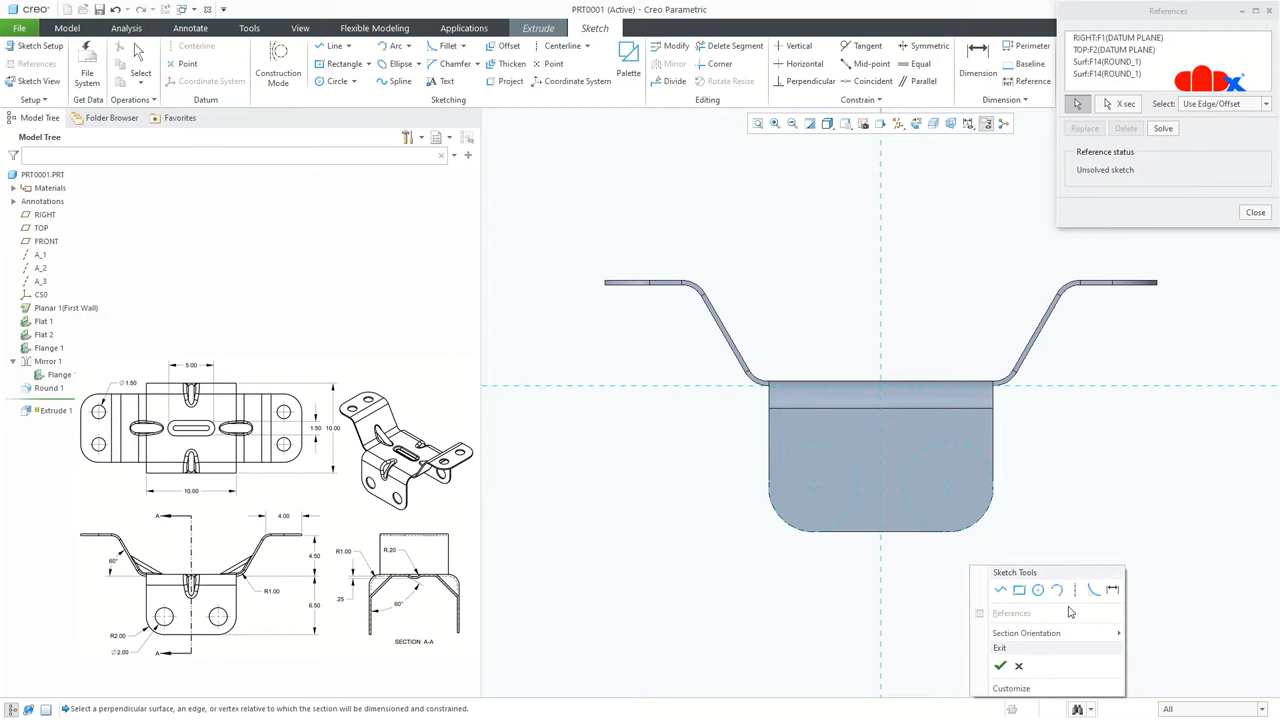 creo
PRT0001 (Active) - Creo Parametric
References
File
Model
Analysis
Annotate
Tools
View
Flexible Modeling
Applications
Extrude
Sketch
Sketch Setup
References
Sketch View
Setup
File
System
Get Data
Select
Operations
Centerline
Point
Coordinate System
Datum
Construction
Mode
Line
Rectangle
Circle
Arc
Ellipse
Spline
Fillet
Chamfer
Text
Offset
Thicken
Project
Centerline
Point
Coordinate System
Palette
Sketching
Modify
Mirror
Divide
Delete Segment
Corner
Rotate Resize
Editing
Vertical
Horizontal
Perpendicular
Tangent
Mid-point
Coincident
Symmetric
Equal
Parallel
Constrain
Dimension
Perimeter
Baseline
Reference
Dimension
RIGHT:F1(DATUM PLANE)
TOP:F2(DATUM PLANE)
Surf:F14(ROUND_1)
Surf:F14(ROUND_1)
X sec
Select:
Use Edge/Offset
Replace
Delete
Solve
Reference status
Unsolved sketch
Close
Model Tree
Folder Browser
Favorites
Model Tree
PRT0001.PRT
Materials
Annotations
RIGHT
TOP
FRONT
A_1
A_2
A_3
CS0
Planar 1(First Wall)
Flat 1
Flat 2
Flange 1
Mirror 1
Flange
Round 1
Extrude 1
5.00
Ø1.50
1.50
10.00
10.00
A
4.00
60°
4.50
R1.00
6.50
R2.00
Ø2.00
A
R1.00
R.20
.25
60°
SECTION A-A
Sketch Tools
References
Section Orientation
Exit
Customize
Select a perpendicular surface, an edge, or vertex relative to which the section will be dimensioned and constrained.
All